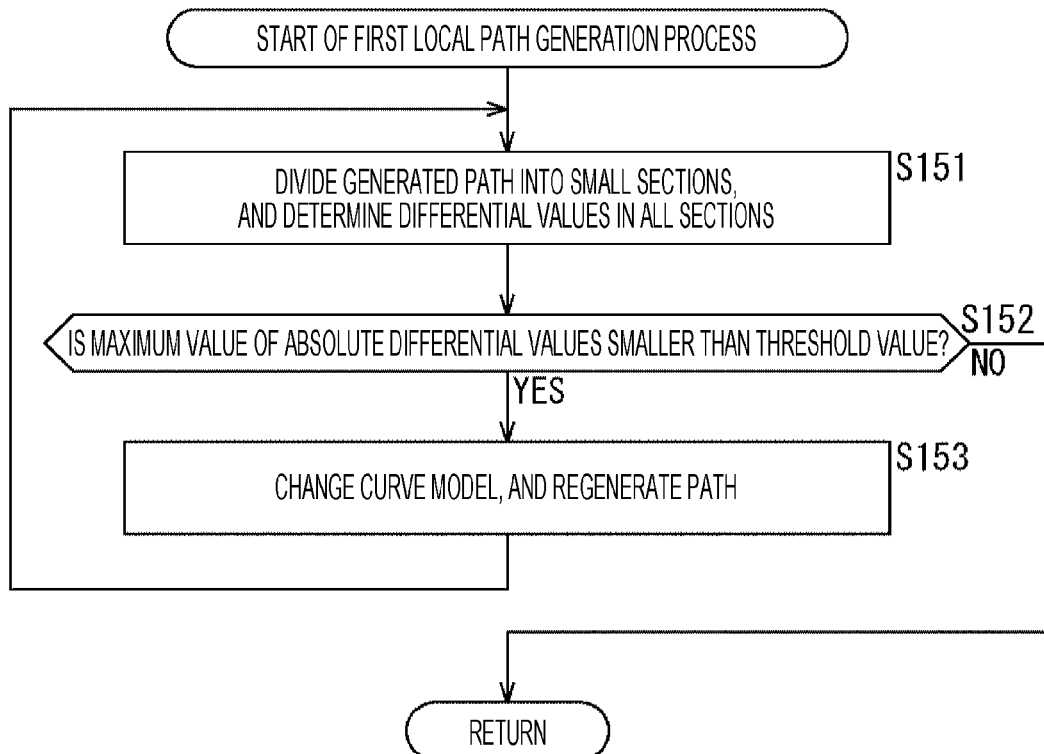 START OF FIRST LOCAL PATH GENERATION PROCESS
S151
DIVIDE GENERATED PATH INTO SMALL SECTIONS,
AND DETERMINE DIFFERENTIAL VALUES IN ALL SECTIONS
S152
IS MAXIMUM VALUE OF ABSOLUTE DIFFERENTIAL VALUES SMALLER THAN THRESHOLD VALUE?
NO
YES
S153
CHANGE CURVE MODEL, AND REGENERATE PATH
RETURN